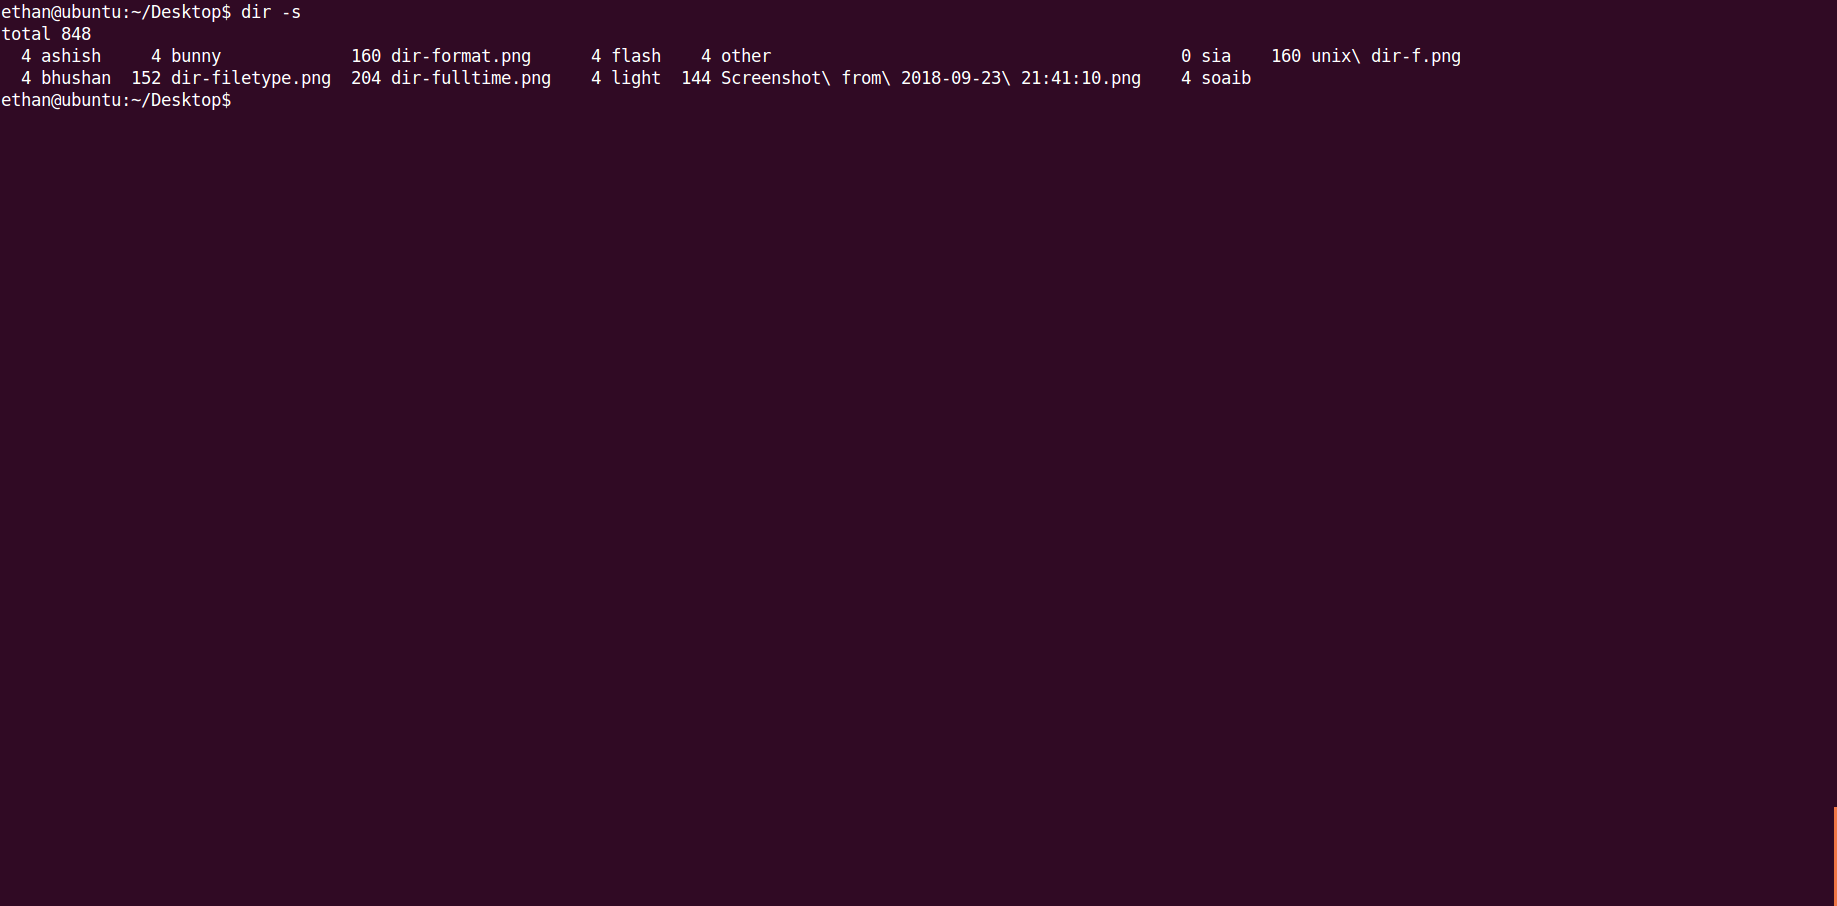 ethan@ubuntu:~/Desktop$ dir -s
total 848
  4 ashish     4 bunny             160 dir-format.png      4 flash    4 other                                         0 sia    160 unix\ dir-f.png
  4 bhushan  152 dir-filetype.png  204 dir-fulltime.png    4 light  144 Screenshot\ from\ 2018-09-23\ 21:41:10.png    4 soaib
ethan@ubuntu:~/Desktop$